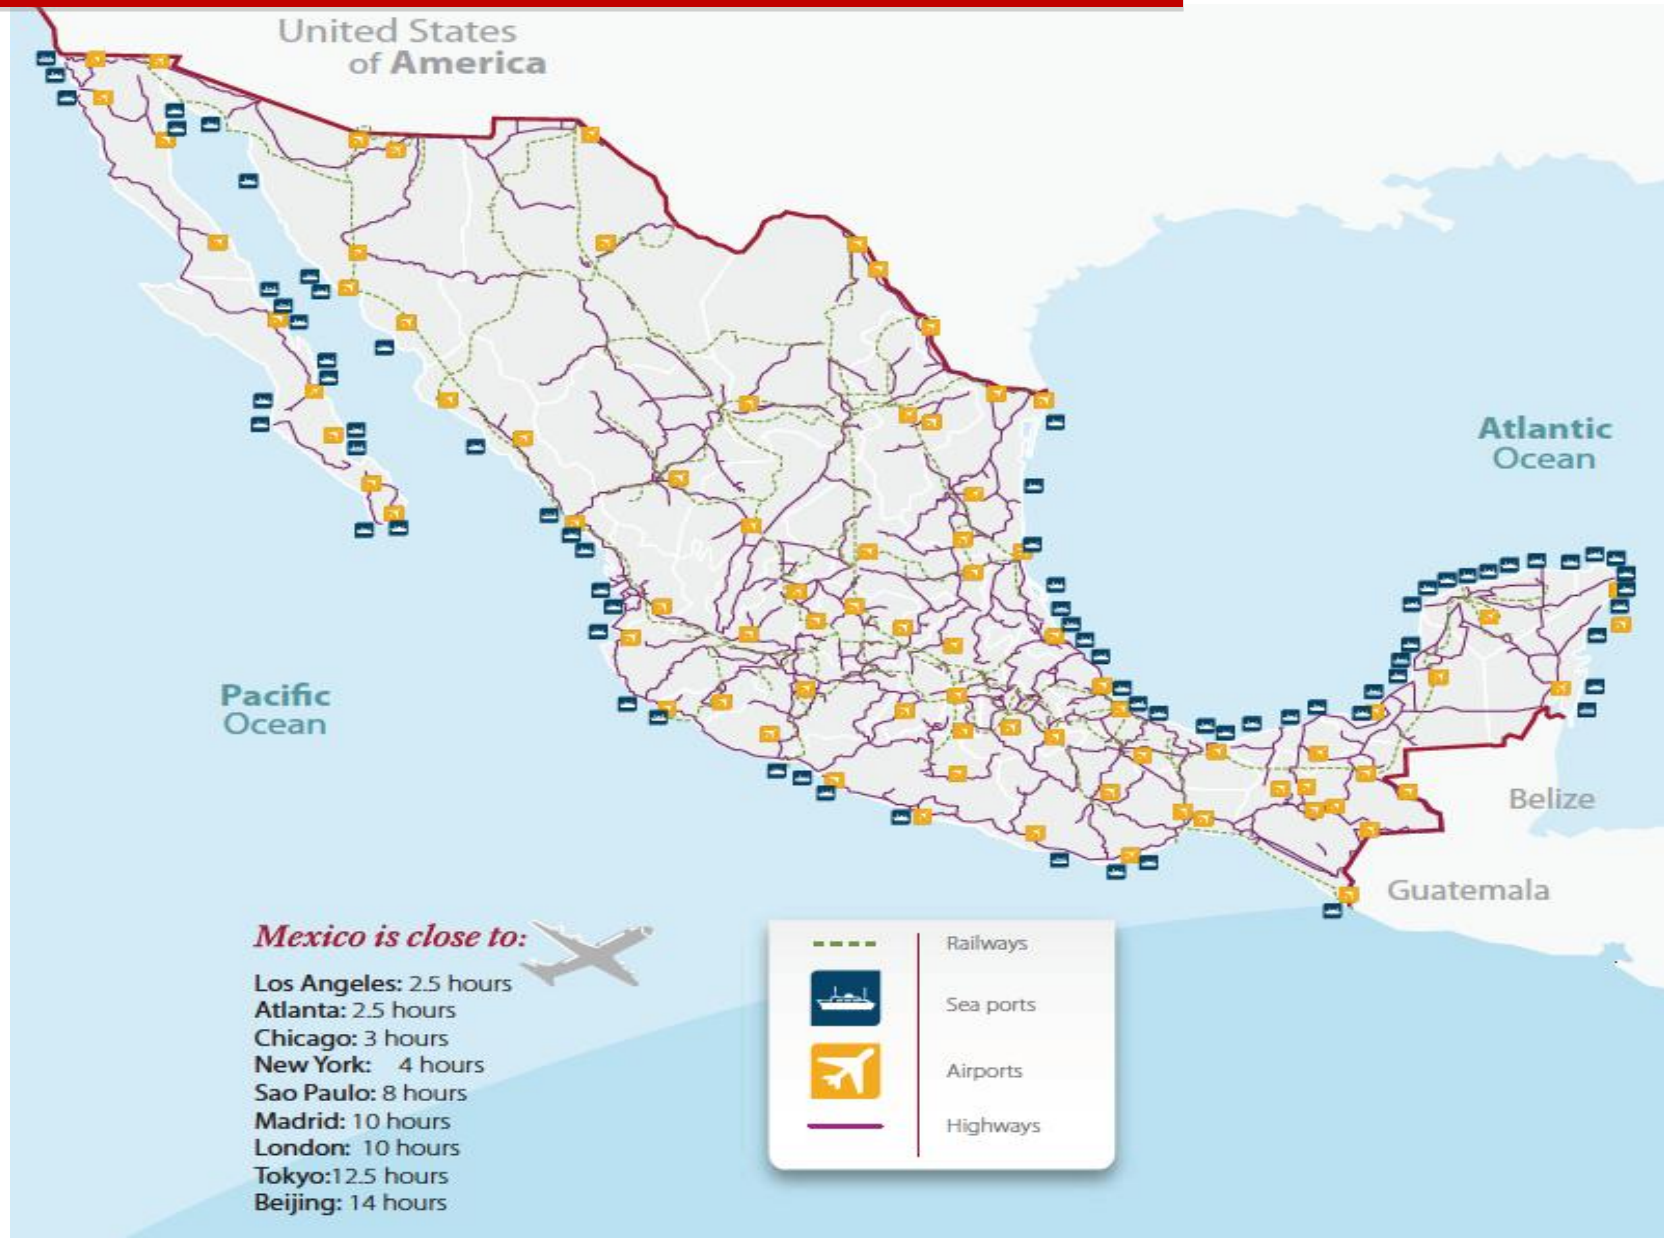 United States
of America
Atlantic
Ocean
Pacific
Ocean
Belize
Guatemala
Mexico is close to:
Los Angeles: 2.5 hours
Atlanta: 2.5 hours
Chicago: 3 hours
New York: 4 hours
Sao Paulo: 8 hours
Madrid: 10 hours
London: 10 hours
Tokyo:12.5 hours
Beijing: 14 hours
Railways
Sea ports
Airports
Highways